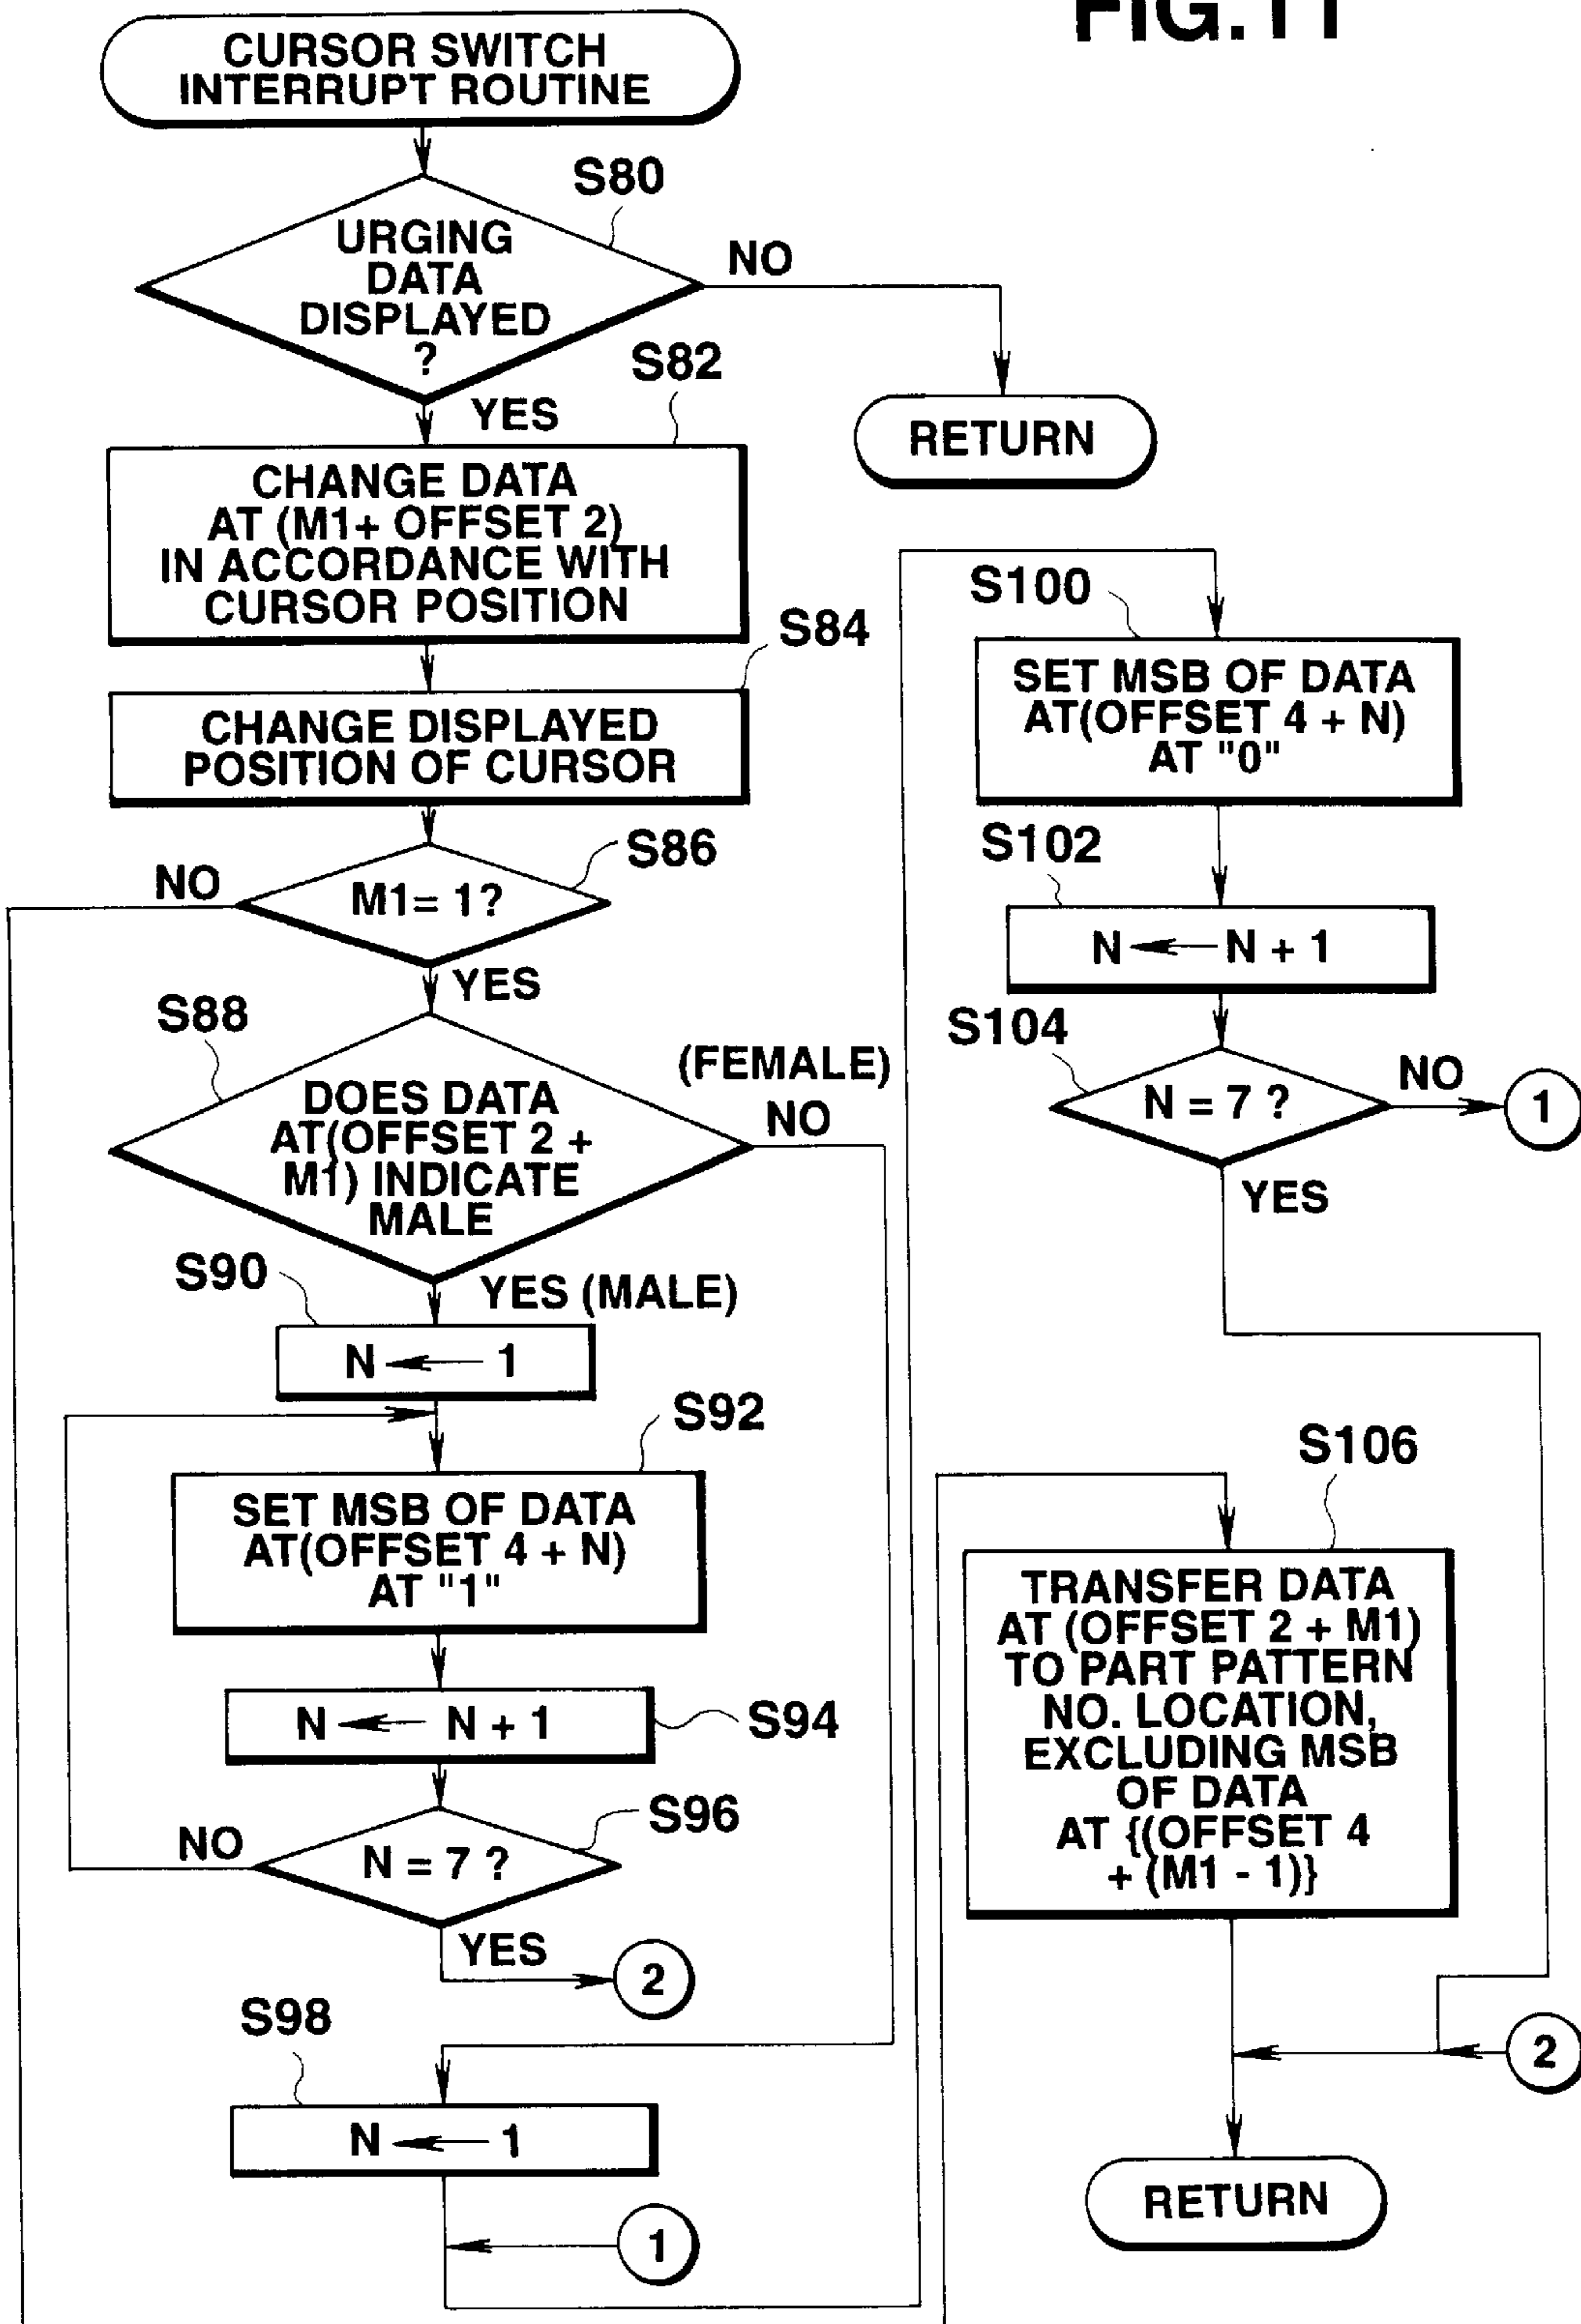 FIG.11
CURSOR SWITCH
INTERRUPT ROUTINE
S80
URGING
DATA
DISPLAYED
?
NO
RETURN
YES
S82
CHANGE DATA
AT (M1+ OFFSET 2)
IN ACCORDANCE WITH
CURSOR POSITION
S84
CHANGE DISPLAYED
POSITION OF CURSOR
S86
M1= 1?
NO
YES
S88
DOES DATA
AT(OFFSET 2 +
M1) INDICATE
MALE
(FEMALE)
NO
YES (MALE)
S90
N ← 1
S92
SET MSB OF DATA
AT(OFFSET 4 + N)
AT "1"
N ← N + 1
S94
S96
N = 7 ?
NO
YES
2
S98
N ← 1
1
S100
SET MSB OF DATA
AT(OFFSET 4 + N)
AT "0"
S102
N ← N + 1
S104
N = 7 ?
NO
1
YES
S106
TRANSFER DATA
AT (OFFSET 2 + M1)
TO PART PATTERN
NO. LOCATION,
EXCLUDING MSB
OF DATA
AT {(OFFSET 4
+ (M1 - 1)}
2
RETURN